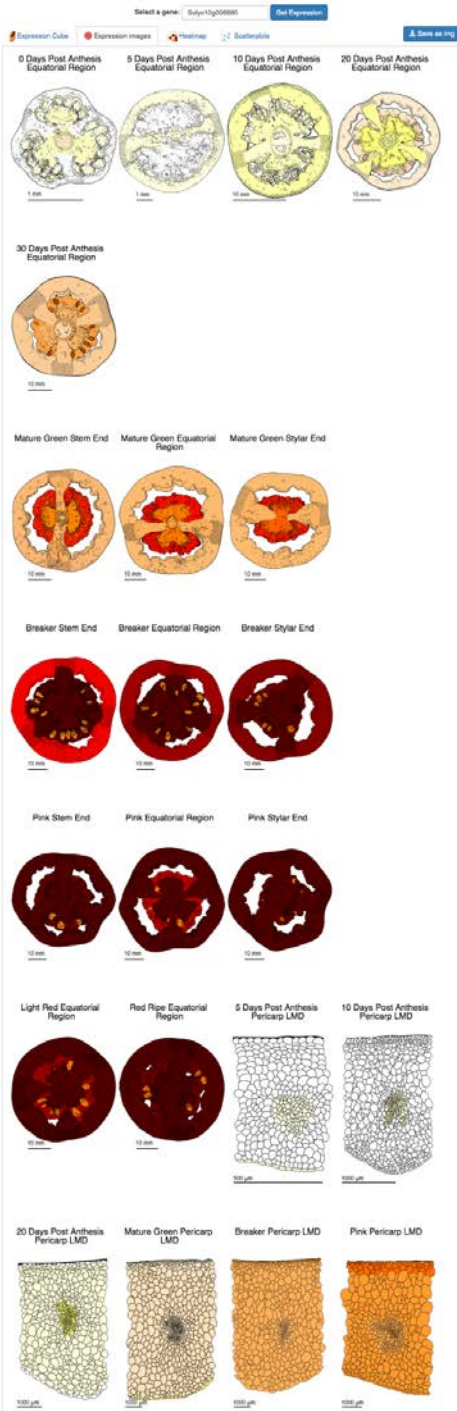 Select a gene:
Get Expression
Expression Cube
Expression images
Heatmap
Scatterplots
Save as img
0 Days Post Anthesis
Equatorial Region
5 Days Post Anthesis
Equatorial Region
10 Days Post Anthesis
Equatorial Region
20 Days Post Anthesis
Equatorial Region
1 mm
1 mm
10 mm
10 mm
30 Days Post Anthesis
Equatorial Region
10 mm
Mature Green Stem End
Mature Green Equatorial
Region
Mature Green Stylar End
10 mm
10 mm
10 mm
Breaker Stem End
Breaker Equatorial Region
Breaker Stylar End
10 mm
10 mm
10 mm
Pink Stem End
Pink Equatorial Region
Pink Stylar End
10 mm
10 mm
10 mm
Light Red Equatorial
Region
Red Ripe Equatorial
Region
5 Days Post Anthesis
Pericarp LMD
10 Days Post Anthesis
Pericarp LMD
10 mm
10 mm
500 μm
1000 μm
20 Days Post Anthesis
Pericarp LMD
Mature Green Pericarp
LMD
Breaker Pericarp LMD
Pink Pericarp LMD
1000 μm
1000 μm
1000 μm
1000 μm